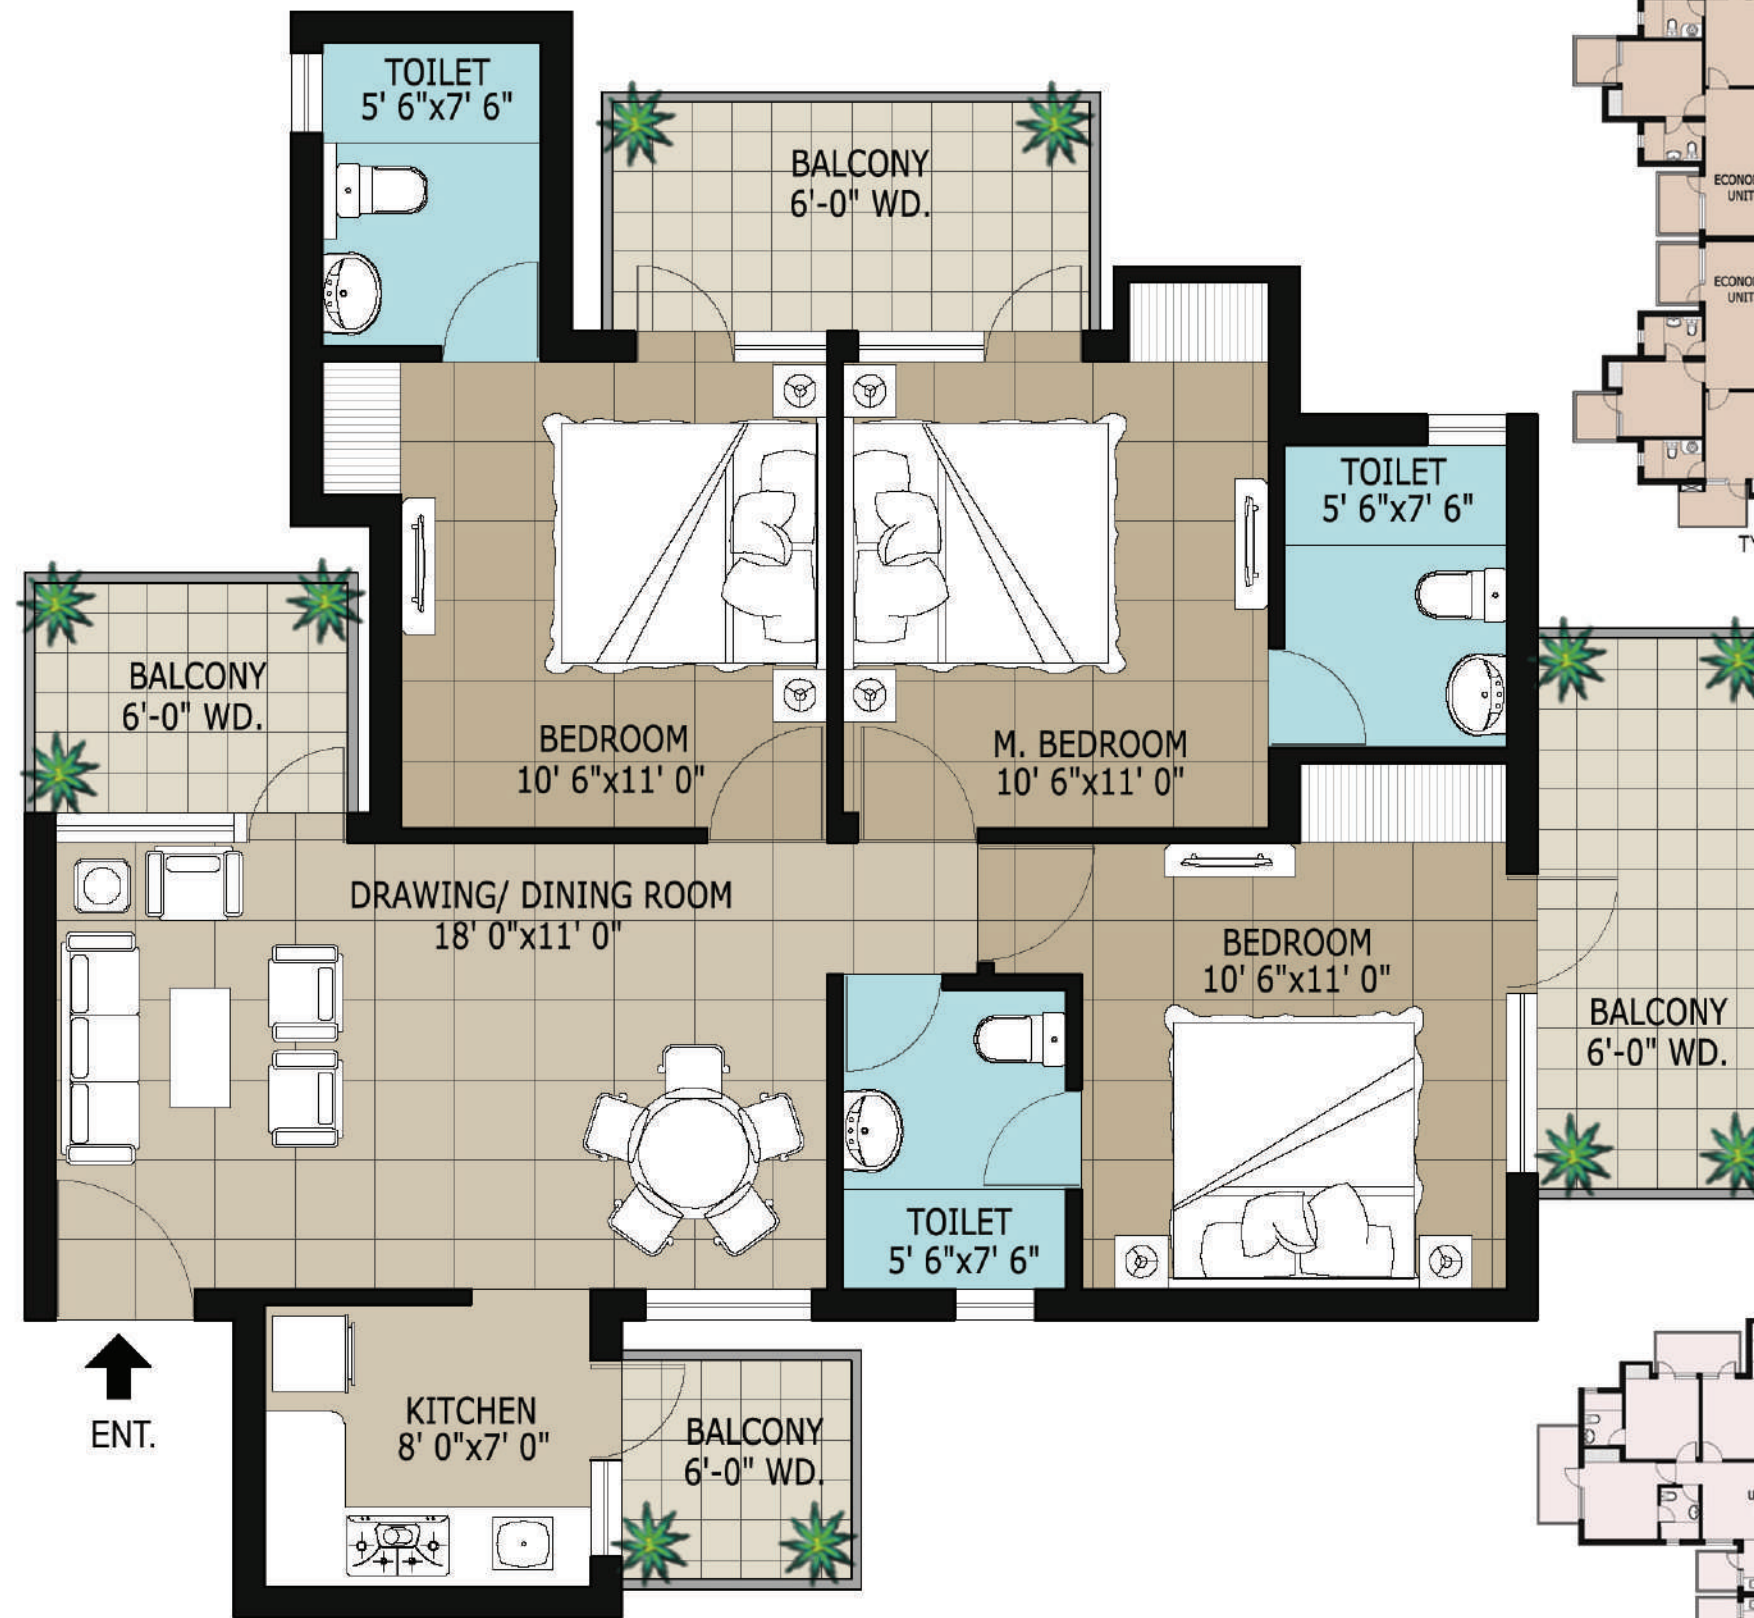 TOILET
5' 6"x7' 6"
BALCONY
6'-0" WD.
TOILET
5' 6"x7' 6"
BALCONY
6'-0" WD.
BEDROOM
10' 6"x11' 0"
M. BEDROOM
10' 6"x11' 0"
DRAWING/ DINING ROOM
18' 0"x11' 0"
BEDROOM
10' 6"x11' 0"
BALCONY
6'-0" WD.
TOILET
5' 6"x7' 6"
KITCHEN
8' 0"x7' 0"
BALCONY
6'-0" WD.
ENT.
UNIT
UNIT